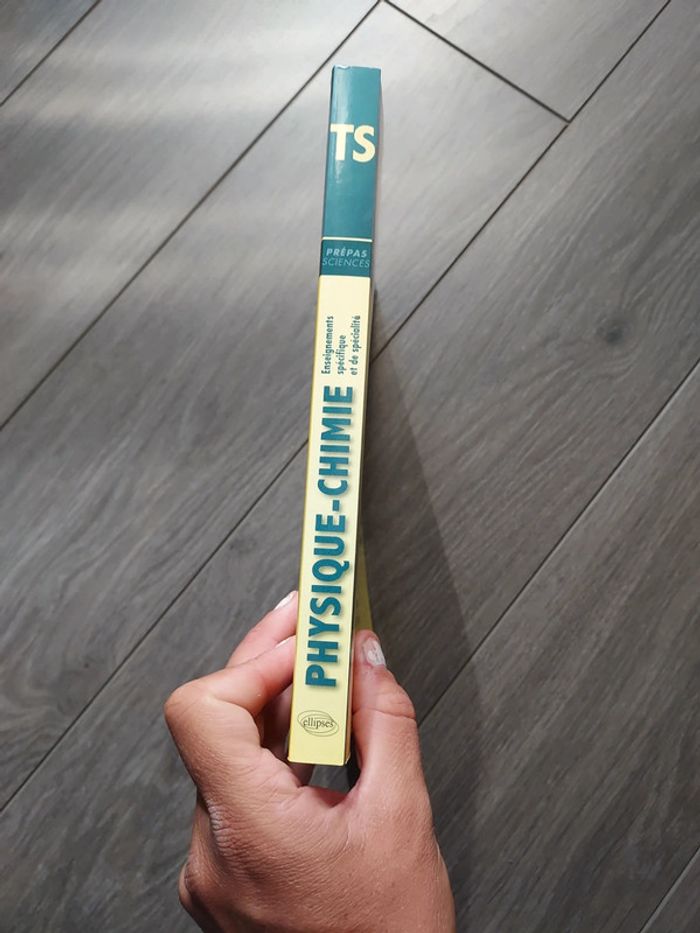 TS
PRÉPAS
SCIENCES
PHYSIQUE-CHIMIE
Enseignements
spécifique
et de spécialité
ellipses